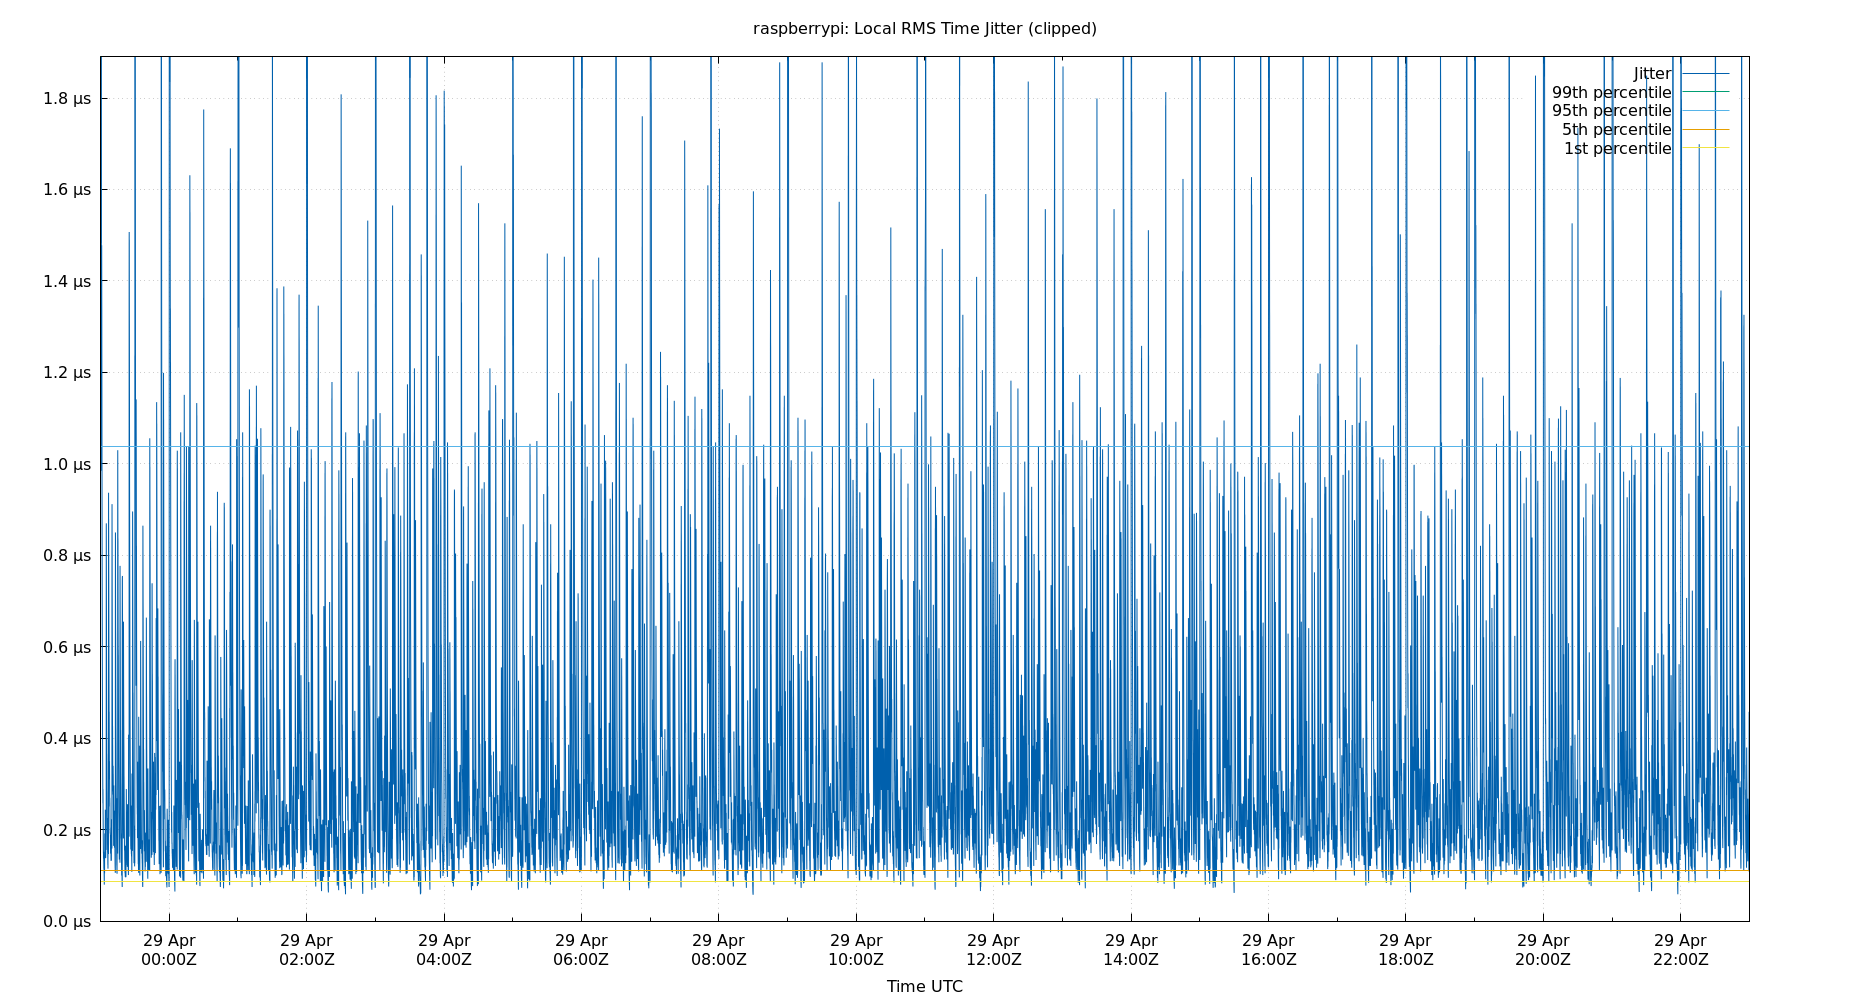 raspberrypi: Local RMS Time Jitter (clipped)
Jitter
99th percentile
95th percentile
5th percentile
1st percentile
1.8 µs
1.6 µs
1.4 µs
1.2 µs
1.0 µs
0.8 µs
0.6 µs
0.4 µs
0.2 µs
0.0 µs
29 Apr 29 Apr 29 Apr 29 Apr 29 Apr 29 Apr 29 Apr 29 Apr 29 Apr 29 Apr 29 Apr 29 Apr
00:00Z 02:00Z 04:00Z 06:00Z 08:00Z 10:00Z 12:00Z 14:00Z 16:00Z 18:00Z 20:00Z 22:00Z
Time UTC